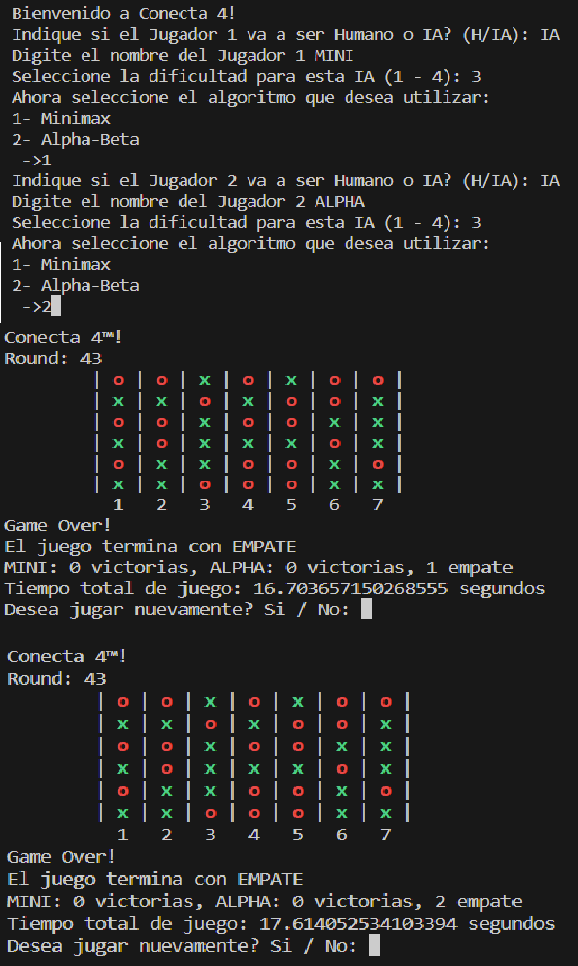 Bienvenido a Conecta 4!
Indique si el Jugador 1 va a ser Humano o IA? (H/IA): IA
Digite el nombre del Jugador 1 MINI
Seleccione la dificultad para esta IA (1 - 4): 3
Ahora seleccione el algoritmo que desea utilizar:
1- Minimax
2- Alpha-Beta
->1
Indique si el Jugador 2 va a ser Humano o IA? (H/IA): IA
Digite el nombre del Jugador 2 ALPHA
Seleccione la dificultad para esta IA (1 - 4): 3
Ahora seleccione el algoritmo que desea utilizar:
1- Minimax
2- Alpha-Beta
->2
Conecta 4™!
Round: 43
| o | o | x | o | x | o | o |
| x | x | o | x | o | o | x |
| o | o | x | o | o | x | x |
| x | o | x | x | x | o | x |
| o | x | x | o | o | x | o |
| x | x | o | o | o | x | x |
1 2 3 4 5 6 7
Game Over!
El juego termina con EMPATE
MINI: 0 victorias, ALPHA: 0 victorias, 1 empate
Tiempo total de juego: 16.703657150268555 segundos
Desea jugar nuevamente? Si / No:
Conecta 4™!
Round: 43
| o | o | x | o | x | o | o |
| x | x | o | x | o | o | x |
| o | o | x | o | o | x | x |
| x | o | x | x | x | o | x |
| o | x | x | o | o | x | o |
| x | x | o | o | o | x | x |
1 2 3 4 5 6 7
Game Over!
El juego termina con EMPATE
MINI: 0 victorias, ALPHA: 0 victorias, 2 empate
Tiempo total de juego: 17.614052534103394 segundos
Desea jugar nuevamente? Si / No: